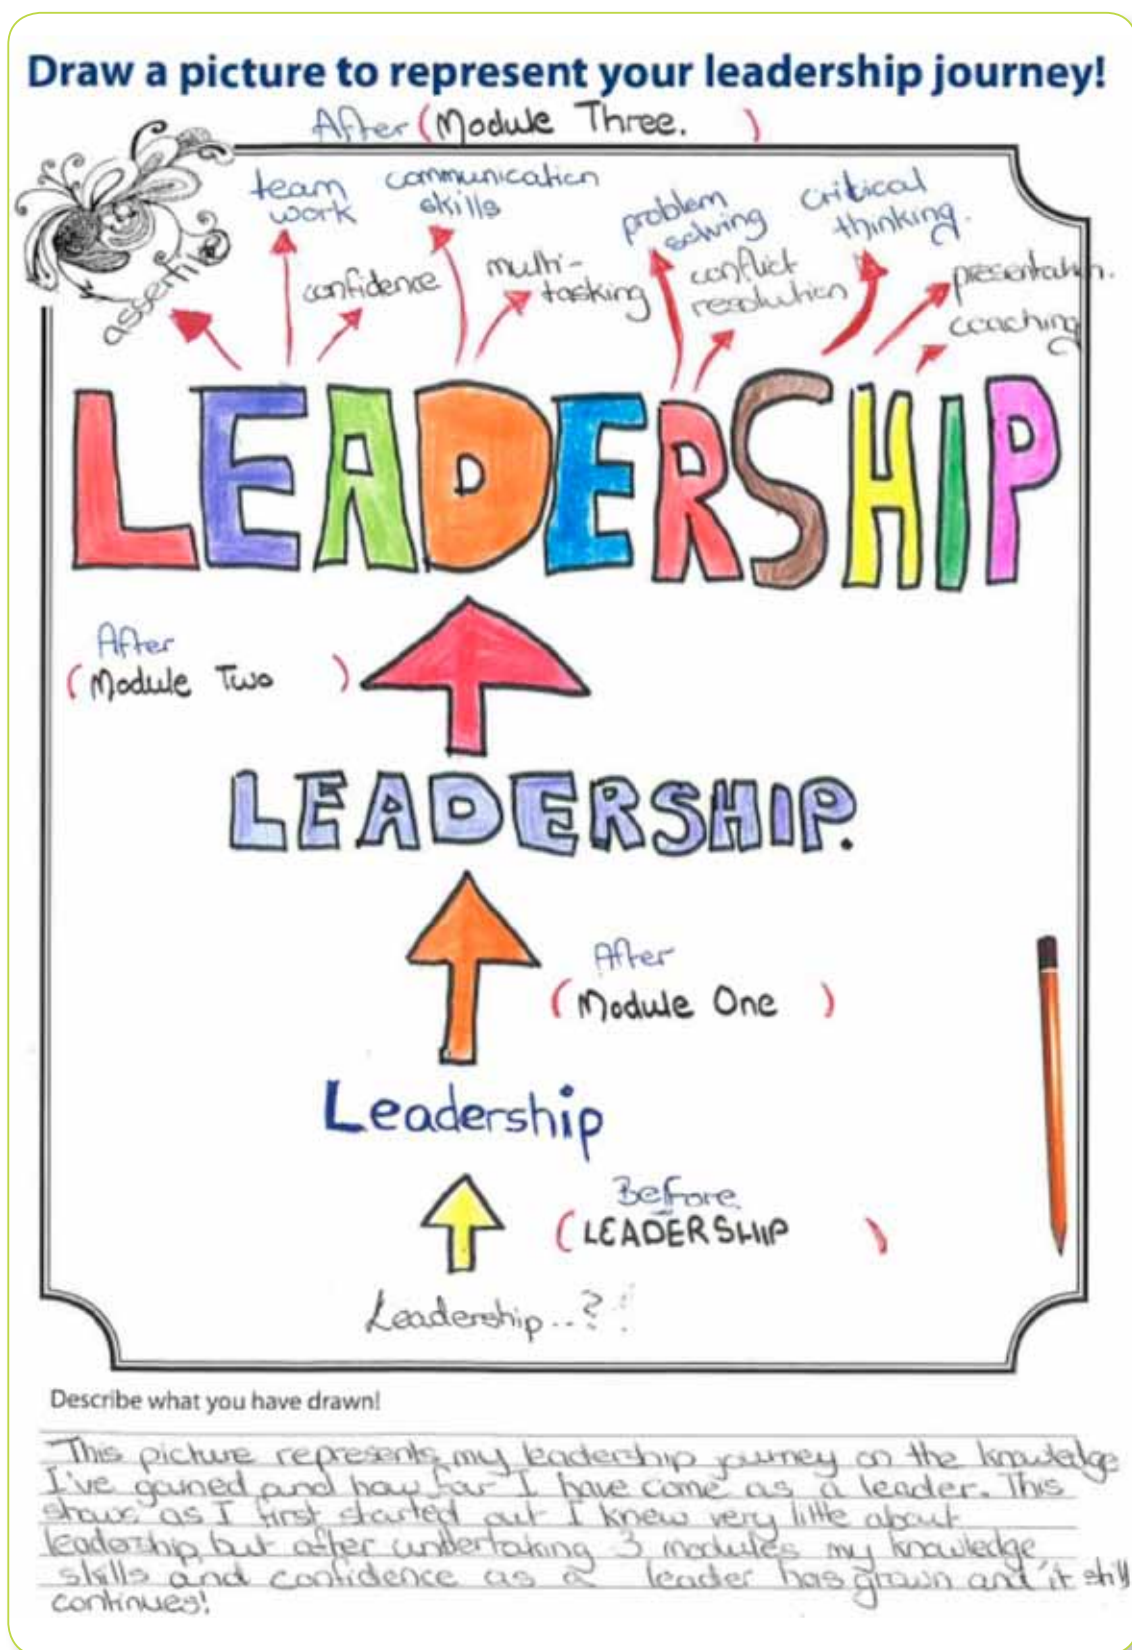 Draw a picture to represent your leadership journey!
After (Module Three. )
team
work
communication
skills
problem
solving
critical
thinking.
assertive
confidence
multi-
tasking
conflict
resolution
presentation.
coaching
LEADERSHIP
After
(Module Two )
LEADERSHIP.
After
(Module One )
Leadership
Before
(LEADERSHIP )
Leadership...?!
Describe what you have drawn!
This picture represents my leadership journey on the knowledge
I've gained and how far I have come as a leader. This
shows as I first started out I knew very little about
leadership, but after undertaking 3 modules my knowledge,
skills and confidence as a leader has grown and it still
continues!